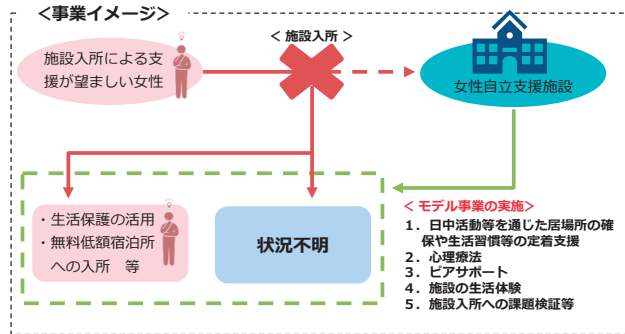 <事業イメージ>
< 施設入所 >
施設入所による支
援が望ましい女性
女性自立支援施設
・生活保護の活用
・無料低額宿泊所
への入所　等
状況不明
< モデル事業の実施>
1．日中活動等を通じた居場所の確
保や生活習慣等の定着支援
2．心理療法
3．ピアサポート
4．施設の生活体験
5．施設入所への課題検証等